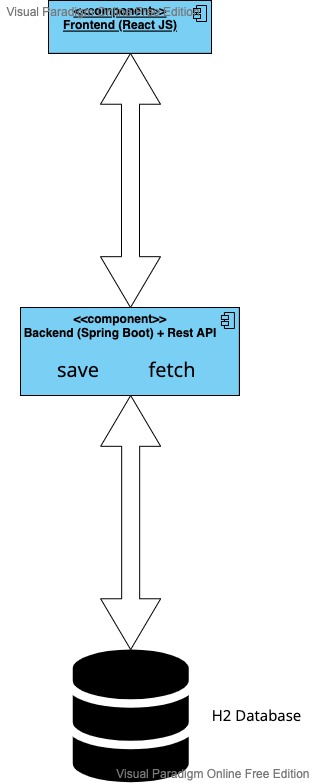 Visual Paradigm Online Free Edition
<<component>>
Frontend (React JS)
<<component>>
Backend (Spring Boot) + Rest API
save fetch
H2 Database
Visual Paradigm Online Free Edition